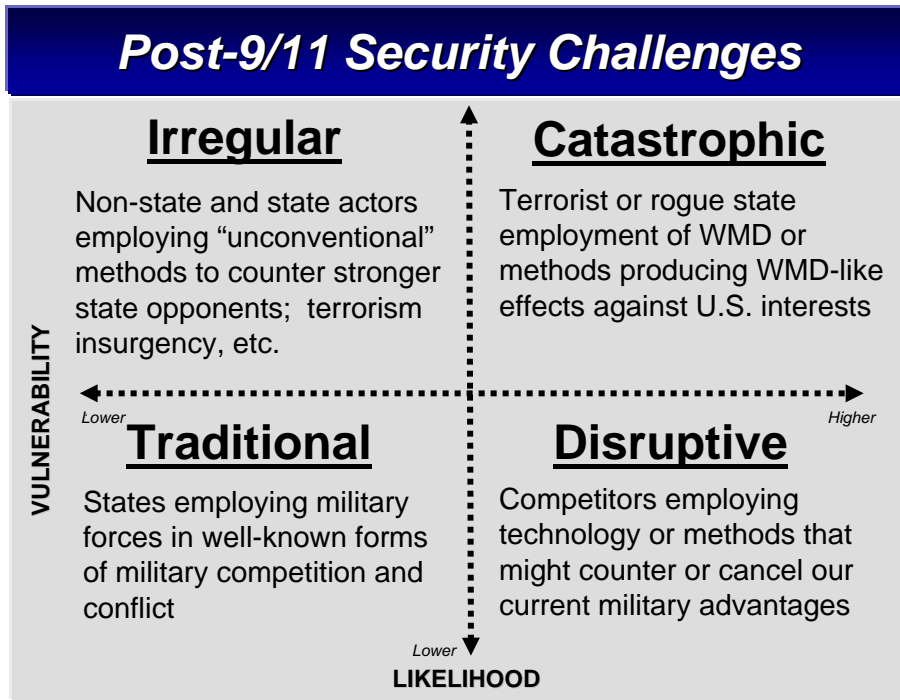 Post-9/11 Security Challenges
Irregular
Non-state and state actors
employing “unconventional”
methods to counter stronger
state opponents;  terrorism
insurgency, etc.
Catastrophic
Terrorist or rogue state
employment of WMD or
methods producing WMD-like
effects against U.S. interests
VULNERABILITY
Lower
Higher
Traditional
States employing military
forces in well-known forms
of military competition and
conflict
Disruptive
Competitors employing
technology or methods that
might counter or cancel our
current military advantages
Lower
LIKELIHOOD